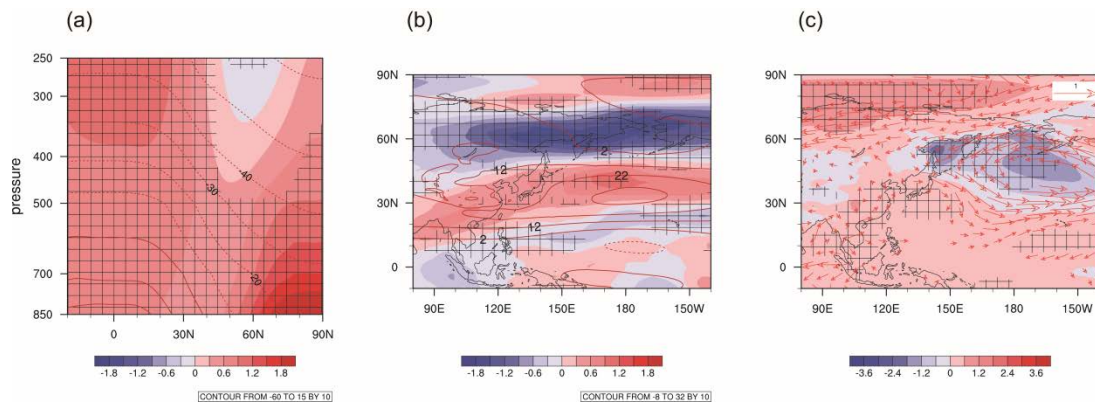 (a)
(b)
(c)
250
300
400
500
700
850
pressure
-30
-40
-20
0 30N 60N 90N
-1.8 -1.2 -0.6 0 0.6 1.2 1.8
CONTOUR FROM -60 TO 15 BY 10
90N
60N
30N
0
2
12
22
12
2
90E 120E 150E 180 150W
-1.8 -1.2 -0.6 0 0.6 1.2 1.8
CONTOUR FROM -8 TO 32 BY 10
1
90N
60N
30N
0
90E 120E 150E 180 150W
-3.6 -2.4 -1.2 0 1.2 2.4 3.6